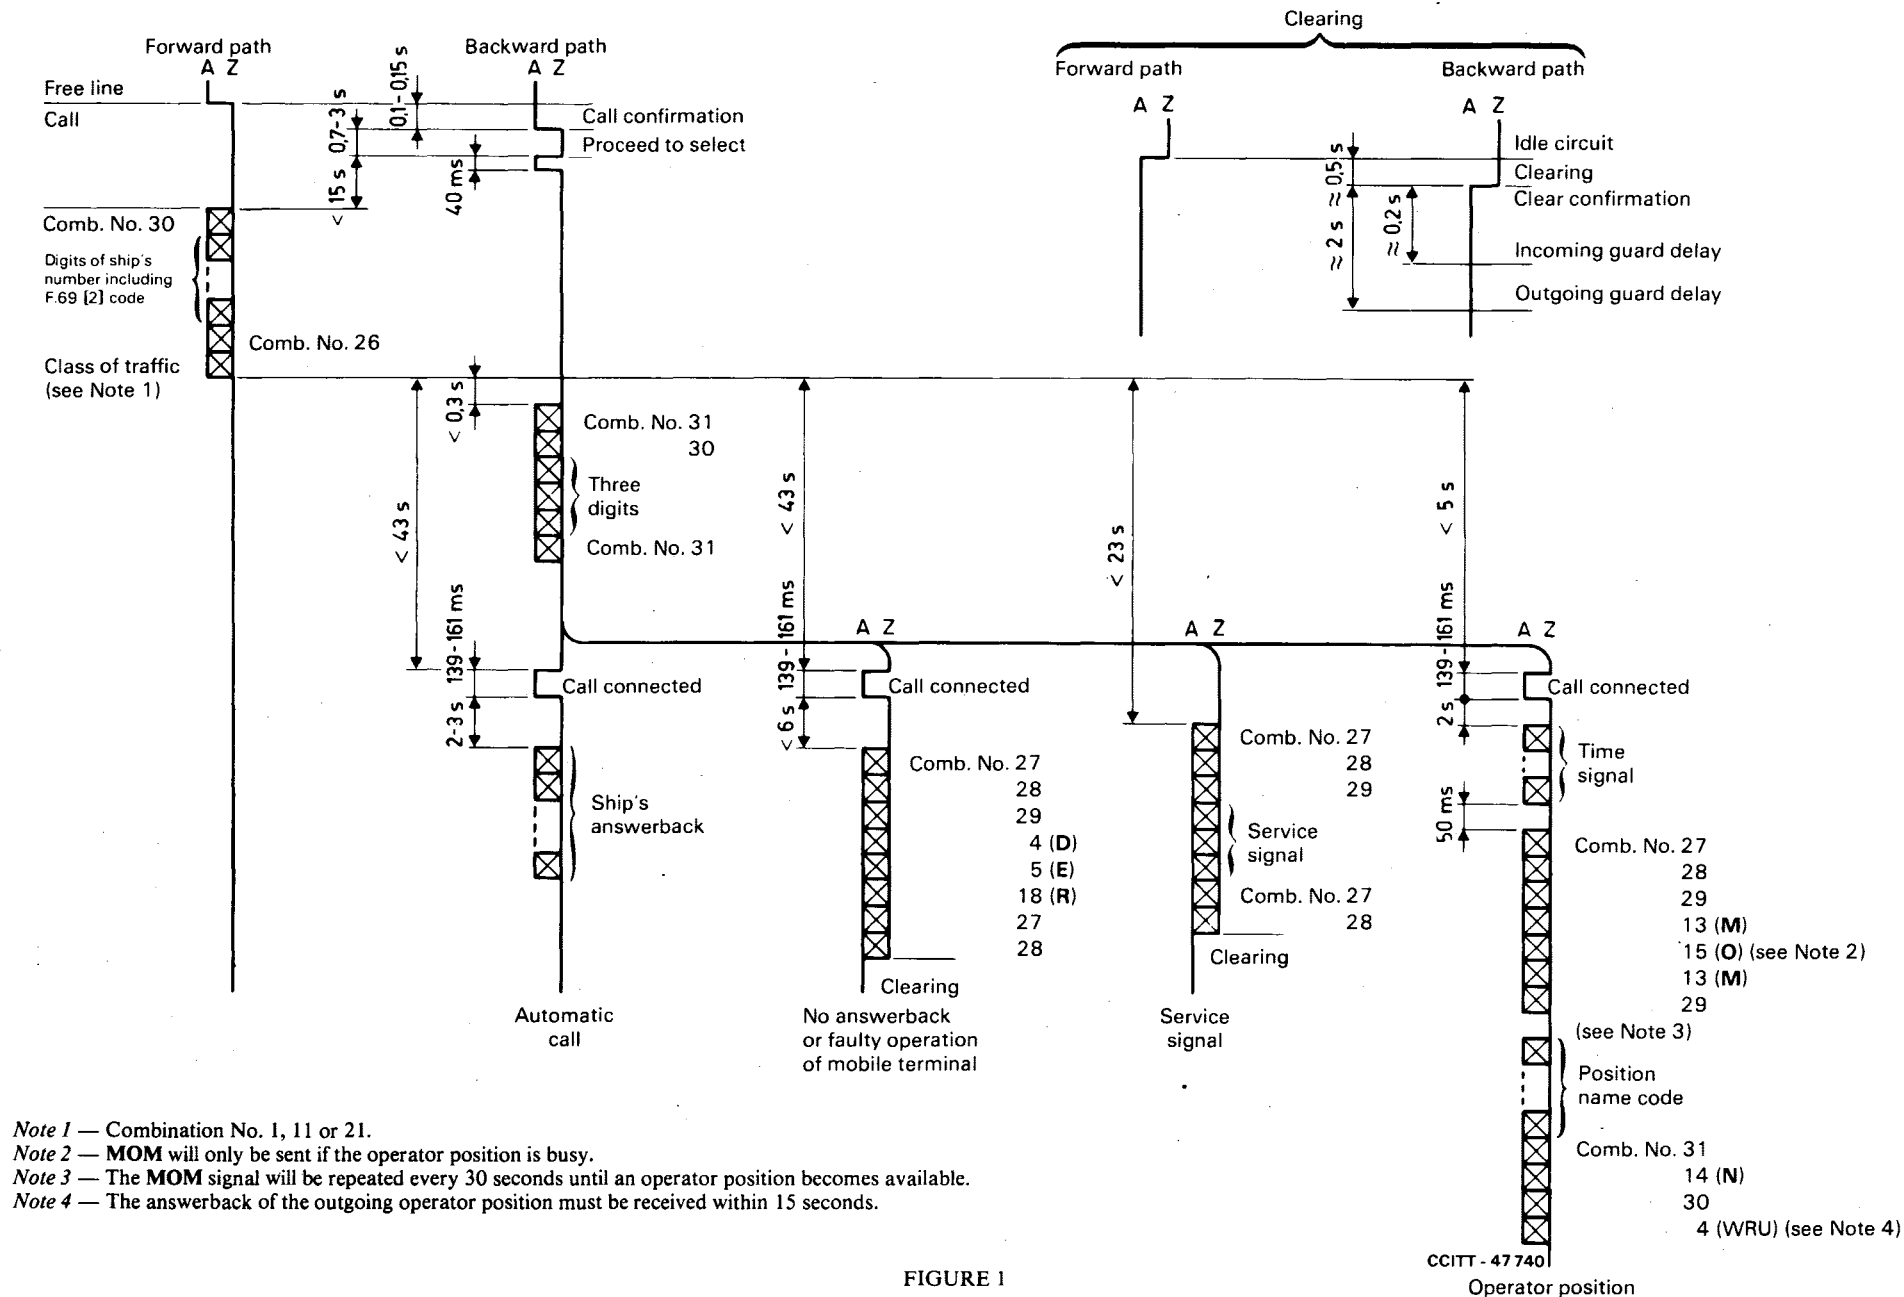 Clearing
Forward path
Backward path
Forward path
Backward path
A Z
A Z
A Z
A Z
Free line
Call
0,7-3 s
0,1-0,15 s
Call confirmation
Proceed to select
< 15 s
40 ms
Idle circuit
Clearing
Clear confirmation
Incoming guard delay
Outgoing guard delay
≈ 0,5 s
≈ 2 s
≈ 0,2 s
Comb. No. 30
Digits of ship's
number including
F.69 [2] code
Comb. No. 26
Class of traffic
(see Note 1)
< 0,3 s
Comb. No. 31
30
Three
digits
Comb. No. 31
< 43 s
< 43 s
< 23 s
< 5 s
139-161 ms
139-161 ms
139-161 ms
A Z
A Z
A Z
Call connected
Call connected
Call connected
2-3 s
< 6 s
2 s
50 ms
Ship's
answerback
Comb. No. 27
28
29
4 (D)
5 (E)
18 (R)
27
28
Clearing
Comb. No. 27
28
29
Service
signal
Comb. No. 27
28
Clearing
Time
signal
Comb. No. 27
28
29
13 (M)
15 (O) (see Note 2)
13 (M)
29
(see Note 3)
Position
name code
Comb. No. 31
14 (N)
30
4 (WRU) (see Note 4)
Automatic
call
No answerback
or faulty operation
of mobile terminal
Service
signal
CCITT - 47 740
Operator position
Note 1 — Combination No. 1, 11 or 21.
Note 2 — MOM will only be sent if the operator position is busy.
Note 3 — The MOM signal will be repeated every 30 seconds until an operator position becomes available.
Note 4 — The answerback of the outgoing operator position must be received within 15 seconds.
FIGURE 1